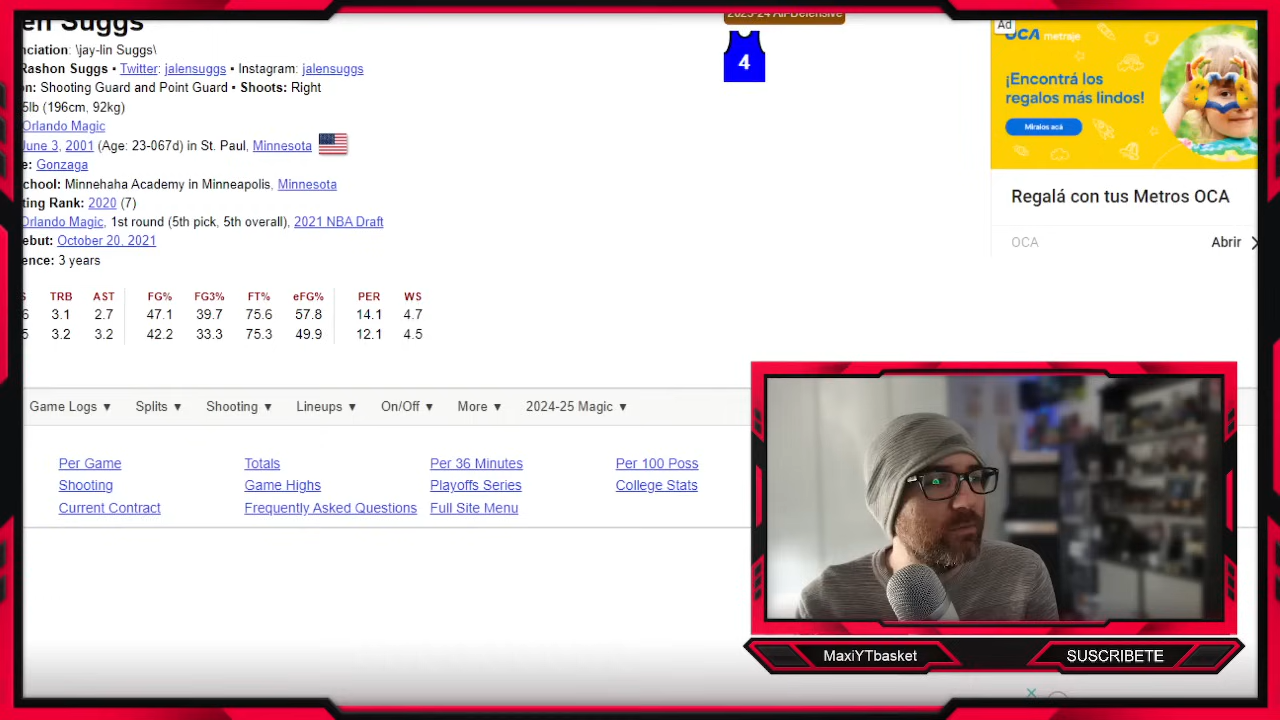 en Suggs
nciation: \jay-lin Suggs\
Rashon Suggs • Twitter: jalensuggs • Instagram: jalensuggs
on: Shooting Guard and Point Guard • Shoots: Right
5lb (196cm, 92kg)
Orlando Magic
June 3, 2001 (Age: 23-067d) in St. Paul, Minnesota
e: Gonzaga
chool: Minnehaha Academy in Minneapolis, Minnesota
ting Rank: 2020 (7)
Orlando Magic, 1st round (5th pick, 5th overall), 2021 NBA Draft
ebut: October 20, 2021
ence: 3 years
2023-24 All-Defensive
4
TRB AST FG% FG3% FT% eFG% PER WS
6 3.1 2.7 47.1 39.7 75.6 57.8 14.1 4.7
5 3.2 3.2 42.2 33.3 75.3 49.9 12.1 4.5
Ad
OCA metraje
¡Encontrá los
regalos más lindos!
Miralos acá
Regalá con tus Metros OCA
OCA Abrir
Game Logs ▼ Splits ▼ Shooting ▼ Lineups ▼ On/Off ▼ More ▼ 2024-25 Magic ▼
Per Game Totals Per 36 Minutes Per 100 Poss
Shooting Game Highs Playoffs Series College Stats
Current Contract Frequently Asked Questions Full Site Menu
MaxiYTbasket SUSCRIBETE